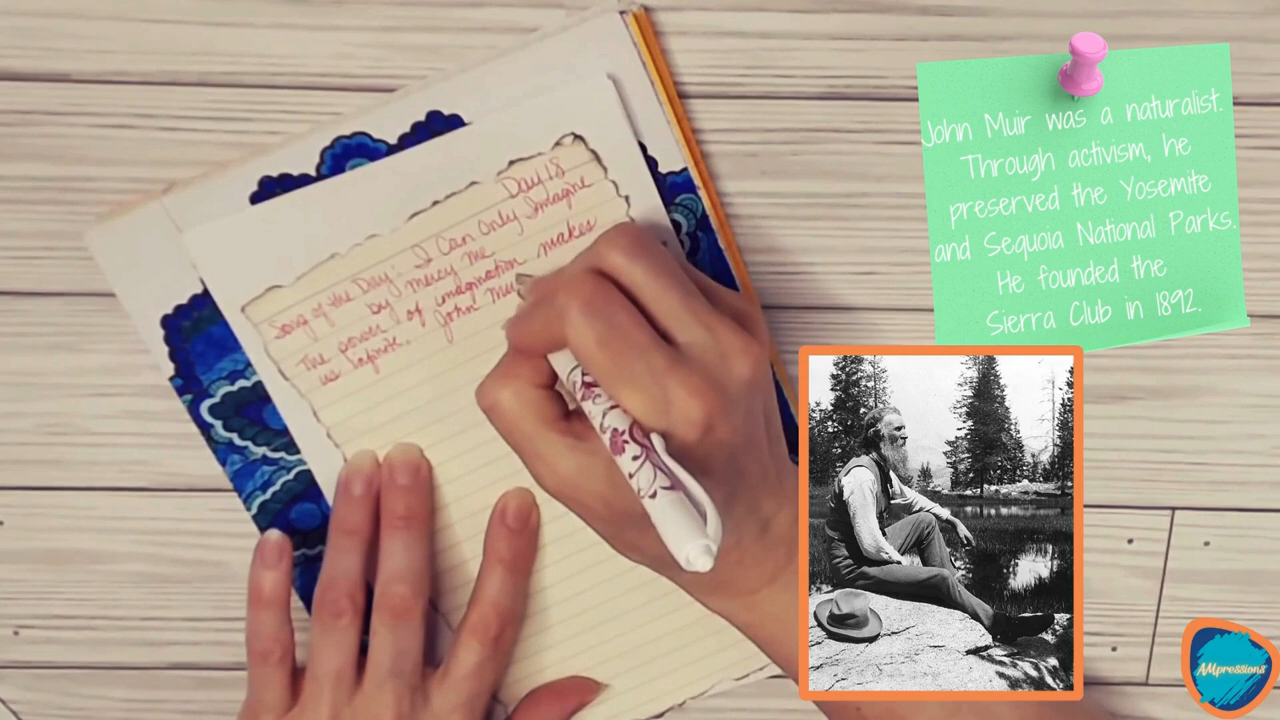 Day 18
Song of the Day: I Can Only Imagine
by Mercy Me
The power of imagination makes
us infinite. John Mu
John Muir was a naturalist.
Through activism, he
preserved the Yosemite
and Sequoia National Parks.
He founded the
Sierra Club in 1892.
AMpressions